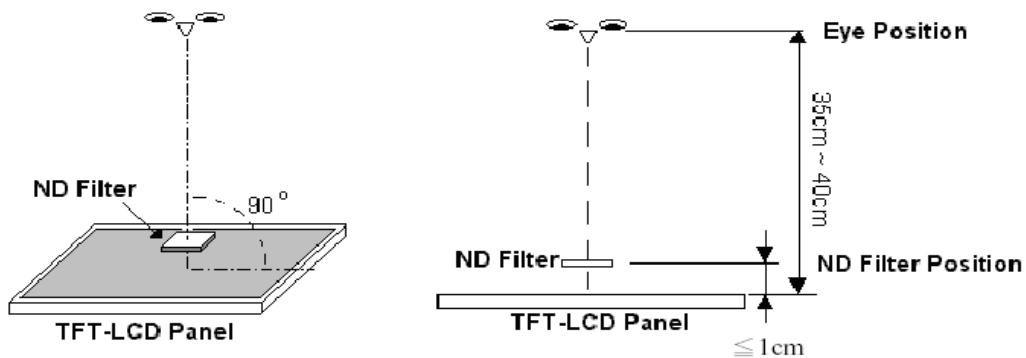 ND Filter
90°
TFT-LCD Panel
Eye Position
35cm ~ 40cm
ND Filter
ND Filter Position
TFT-LCD Panel
≦1cm